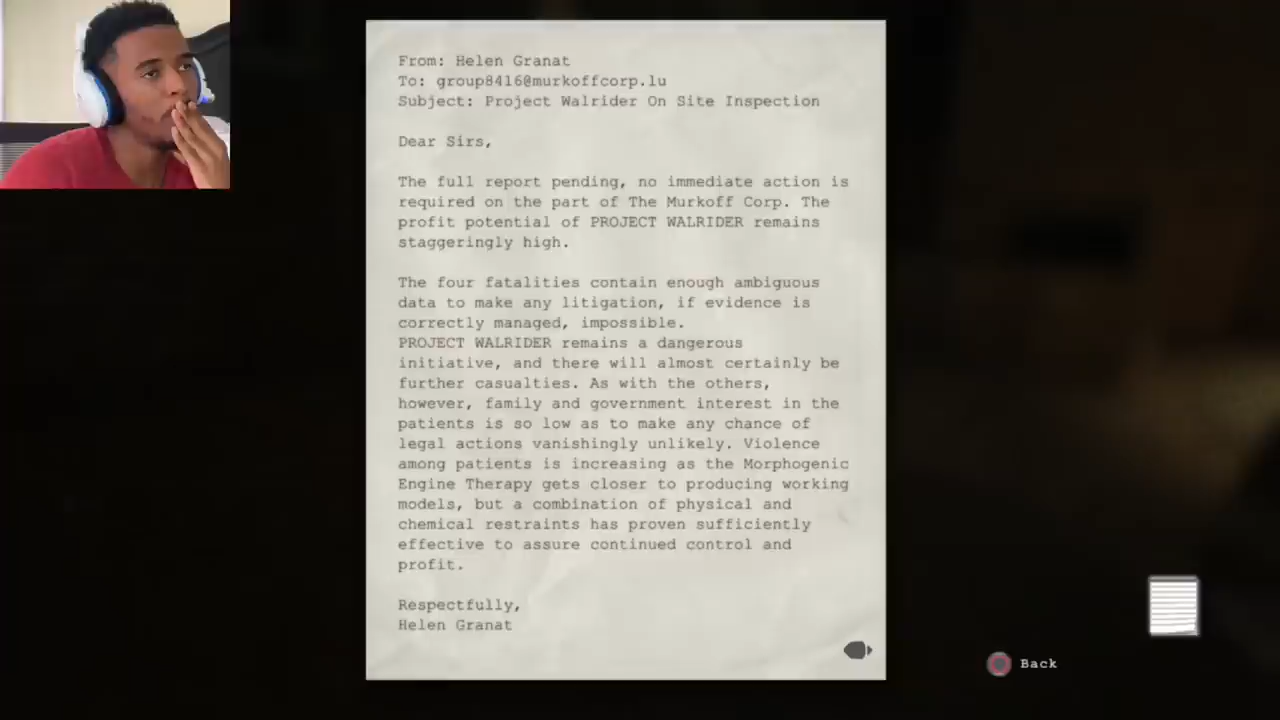 From: Helen Granat
To: group8416@murkoffcorp.lu
Subject: Project Walrider On Site Inspection
Dear Sirs,
The full report pending, no immediate action is
required on the part of The Murkoff Corp. The
profit potential of PROJECT WALRIDER remains
staggeringly high.
The four fatalities contain enough ambiguous
data to make any litigation, if evidence is
correctly managed, impossible.
PROJECT WALRIDER remains a dangerous
initiative, and there will almost certainly be
further casualties. As with the others,
however, family and government interest in the
patients is so low as to make any chance of
legal actions vanishingly unlikely. Violence
among patients is increasing as the Morphogenic
Engine Therapy gets closer to producing working
models, but a combination of physical and
chemical restraints has proven sufficiently
effective to assure continued control and
profit.
Respectfully,
Helen Granat
Back